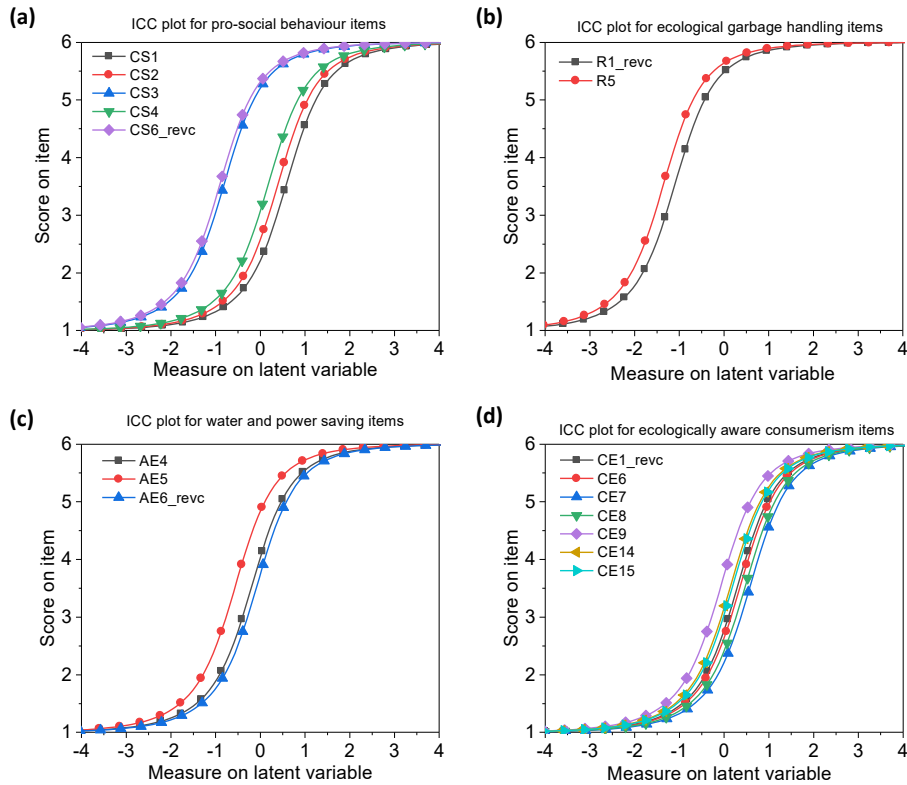 (a)
ICC plot for pro-social behaviour items
CS1
CS2
CS3
CS4
CS6_revc
Score on item
6
5
4
3
2
1
-4 -3 -2 -1 0 1 2 3 4
Measure on latent variable
(b)
ICC plot for ecological garbage handling items
R1_revc
R5
Score on item
6
5
4
3
2
1
-4 -3 -2 -1 0 1 2 3 4
Measure on latent variable
(c)
ICC plot for water and power saving items
AE4
AE5
AE6_revc
Score on item
6
5
4
3
2
1
-4 -3 -2 -1 0 1 2 3 4
Measure on latent variable
(d)
ICC plot for ecologically aware consumerism items
CE1_revc
CE6
CE7
CE8
CE9
CE14
CE15
Score on item
6
5
4
3
2
1
-4 -3 -2 -1 0 1 2 3 4
Measure on latent variable